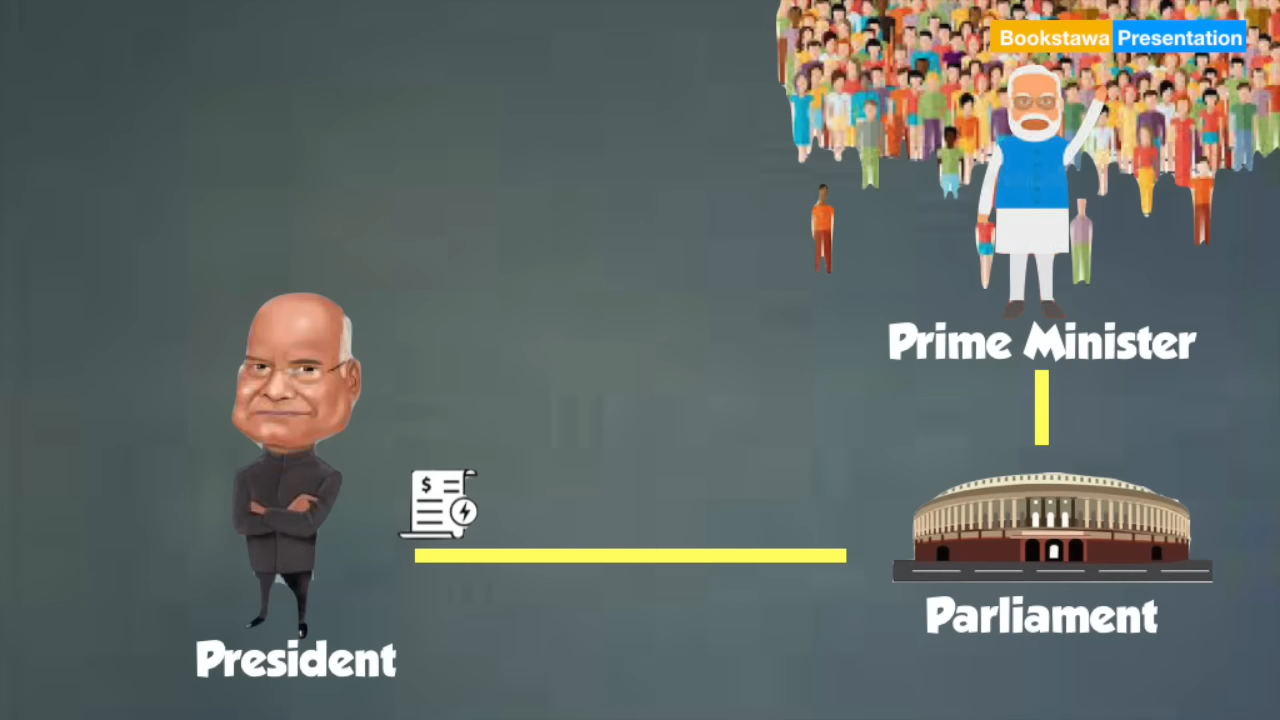 Bookstawa Presentation
Prime Minister
$
Parliament
President